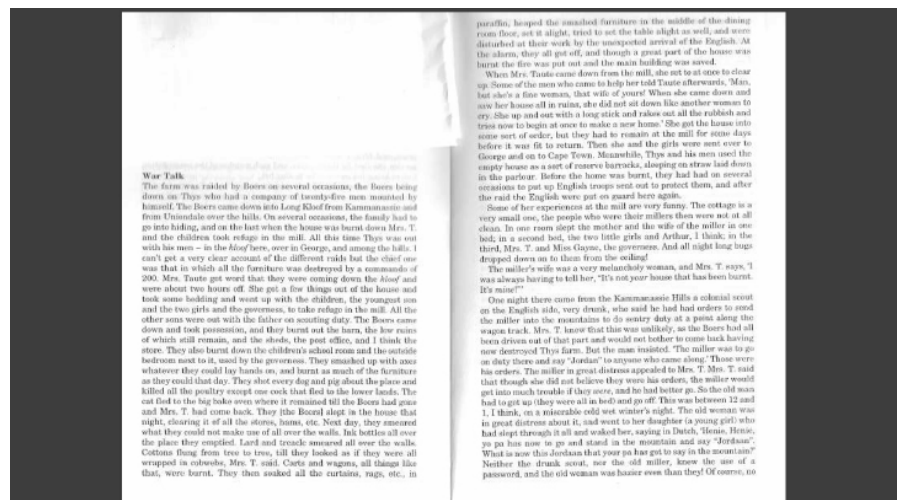 War Talk
The farm was raided by Boers on several occasions, the Boers being
down on Thys who had a company of twenty-five men mounted by
himself. The Boers came down into Long Kloof from Kammanassie and
from Uniondale over the hills. On several occasions, the family had to
go into hiding, and on the last when the house was burnt down Mrs. T.
and the children took refuge in the mill. All this time Thys was out
with his men – in the kloof here, over in George, and among the hills. I
can't get a very clear account of the different raids but the chief one
was that in which all the furniture was destroyed by a commando of
200. Mrs. Taute got word that they were coming down the kloof and
were about two hours off. She got a few things out of the house and
took some bedding and went up with the children, the youngest son
and the two girls and the governess, to take refuge in the mill. All the
other sons were out with the father on scouting duty. The Boers came
down and took possession, and they burnt out the barn, the low ruins
of which still remain, and the sheds, the post office, and I think the
store. They also burnt down the children's school room and the outside
bedroom next to it, used by the governess. They smashed up with axes
whatever they could lay hands on, and burnt as much of the furniture
as they could that day. They shot every dog and pig about the place and
killed all the poultry except one cock that fled to the lower lands. The
cat fled to the big bake oven where it remained till the Boers had gone
and Mrs. T. had come back. They [the Boers] slept in the house that
night, clearing it of all the stores, hams, etc. Next day, they smeared
what they could not make use of all over the walls. Ink bottles all over
the place they emptied. Lard and treacle smeared all over the walls.
Cottons flung from tree to tree, till they looked as if they were all
wrapped in cobwebs, Mrs. T. said. Carts and wagons, all things like
that, were burnt. They then soaked all the curtains, rags, etc., in
paraffin, heaped the smashed furniture in the middle of the dining
room floor, set it alight, tried to set the table alight as well, and were
disturbed at their work by the unexpected arrival of the English. At
the alarm, they all got off, and though a great part of the house was
burnt the fire was put out and the main building was saved.
When Mrs. Taute came down from the mill, she set to at once to clear
up. Some of the men who came to help her told Taute afterwards, 'Man,
but she's a fine woman, that wife of yours! When she came down and
saw her house all in ruins, she did not sit down like another woman to
cry. She up and out with a long stick and rakes out all the rubbish and
tries now to begin at once to make a new home.' She got the house into
some sort of order, but they had to remain at the mill for some days
before it was fit to return. Then she and the girls were sent over to
George and on to Cape Town. Meanwhile, Thys and his men used the
empty house as a sort of reserve barracks, sleeping on straw laid down
in the parlour. Before the home was burnt, they had had on several
occasions to put up English troops sent out to protect them, and after
the raid the English were put on guard here again.
Some of her experiences at the mill are very funny. The cottage is a
very small one, the people who were their millers then were not at all
clean. In one room slept the mother and the wife of the miller in one
bed; in a second bed, the two little girls and Arthur, I think; in the
third, Mrs. T. and Miss Gayne, the governess. And all night long bugs
dropped down on to them from the ceiling!
The miller's wife was a very melancholy woman, and Mrs. T. says, 'I
was always having to tell her, "It's not your house that has been burnt.
It's mine!"'
One night there came from the Kammanassie Hills a colonial scout
on the English side, very drunk, who said he had had orders to send
the miller into the mountains to do sentry duty at a point along the
wagon track. Mrs. T. knew that this was unlikely, as the Boers had all
been driven out of that part and would not bother to come back having
now destroyed Thys farm. But the man insisted. 'The miller was to go
on duty there and say "Jordan" to anyone who came along.' Those were
his orders. The miller in great distress appealed to Mrs. T. Mrs. T. said
that though she did not believe they were his orders, the miller would
get into much trouble if they were, and he had better go. So the old man
had to get up (they were all in bed) and go off. This was between 12 and
1, I think, on a miserable cold wet winter's night. The old woman was
in great distress about it, and went to her daughter (a young girl) who
had slept through it all and waked her, saying in Dutch, 'Henie, Henie,
yo pa has now to go and stand in the mountain and say "Jordaan".
What is now this Jordaan that your pa has got to say in the mountain?'
Neither the drunk scout, nor the old miller, knew the use of a
password, and the old woman was hazier even than they! Of course, no